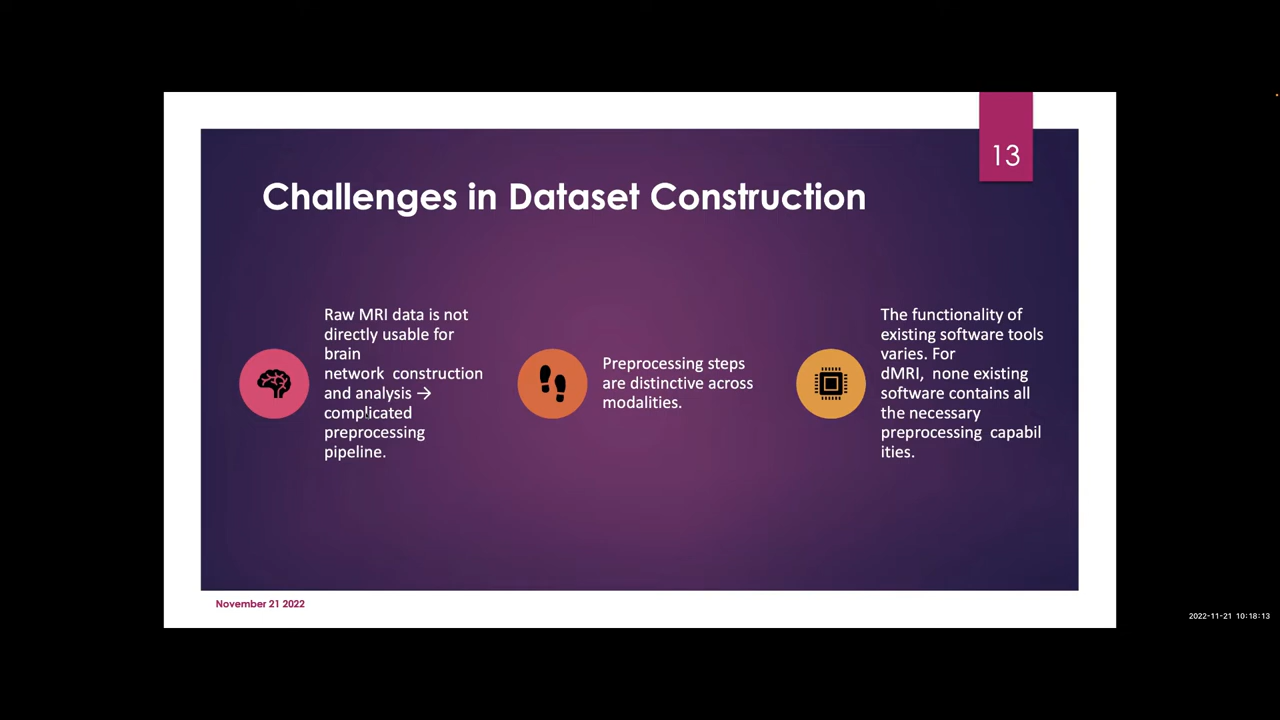 13
Challenges in Dataset Construction
Raw MRI data is not
directly usable for
brain
network construction
and analysis →
complicated
preprocessing
pipeline.
Preprocessing steps
are distinctive across
modalities.
The functionality of
existing software tools
varies. For
dMRI, none existing
software contains all
the necessary
preprocessing capabil
ities.
November 21 2022
2022-11-21 10:18:13